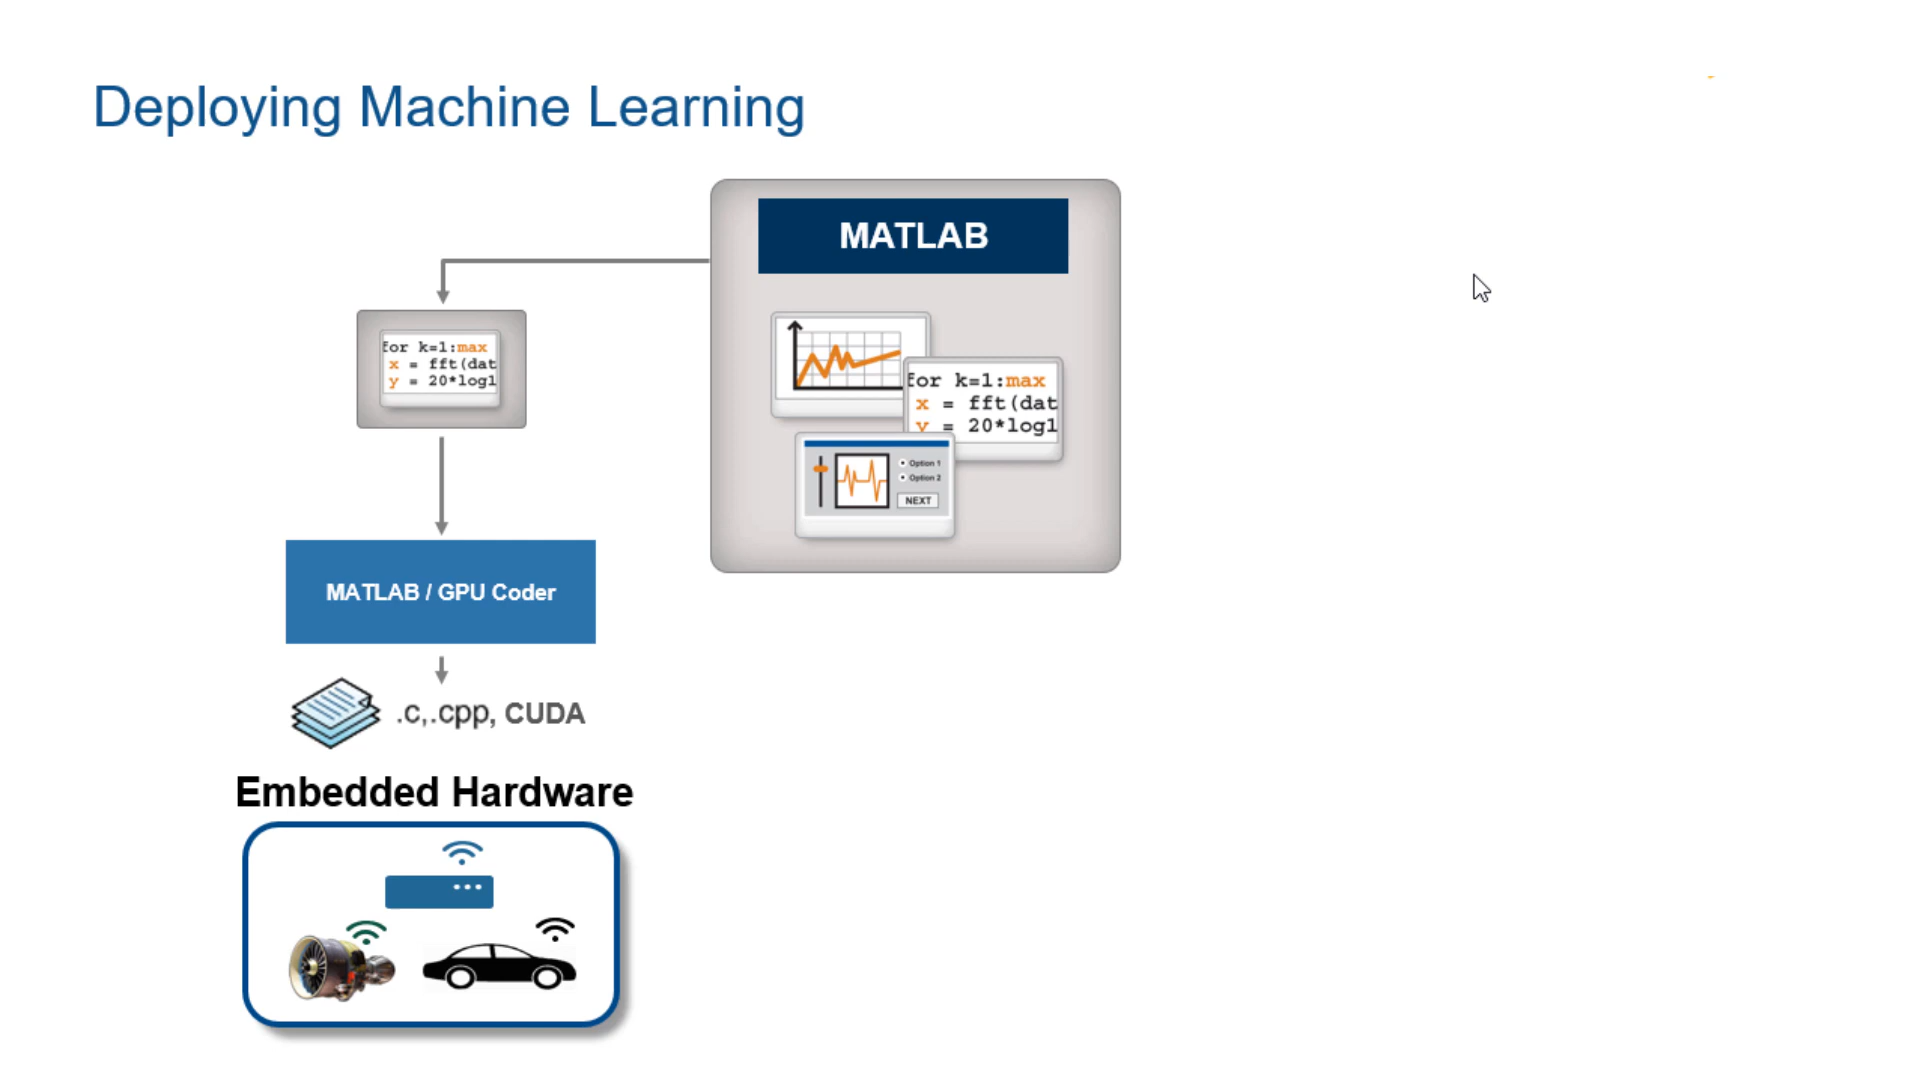 Deploying Machine Learning
MATLAB
for k=1:max
x = fft(dat
y = 20*log1
for k=1:max
x = fft(dat
y = 20*log1
Option 1
Option 2
NEXT
MATLAB / GPU Coder
.c,.cpp, CUDA
Embedded Hardware